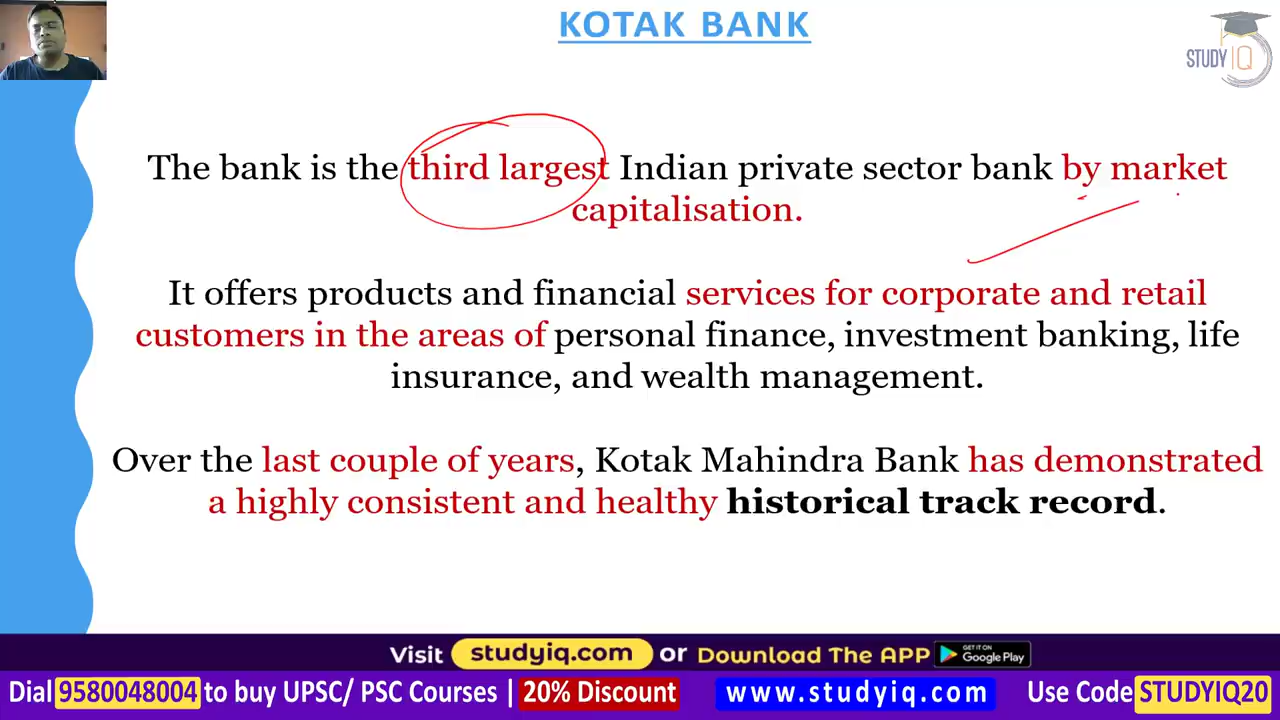 KOTAK BANK
STUDY IQ
The bank is the third largest Indian private sector bank by market
capitalisation.
It offers products and financial services for corporate and retail
customers in the areas of personal finance, investment banking, life
insurance, and wealth management.
Over the last couple of years, Kotak Mahindra Bank has demonstrated
a highly consistent and healthy historical track record.
Visit studyiq.com or Download The APP GET IT ON Google Play
Dial 9580048004 to buy UPSC/ PSC Courses | 20% Discount www.studyiq.com Use Code STUDYIQ20